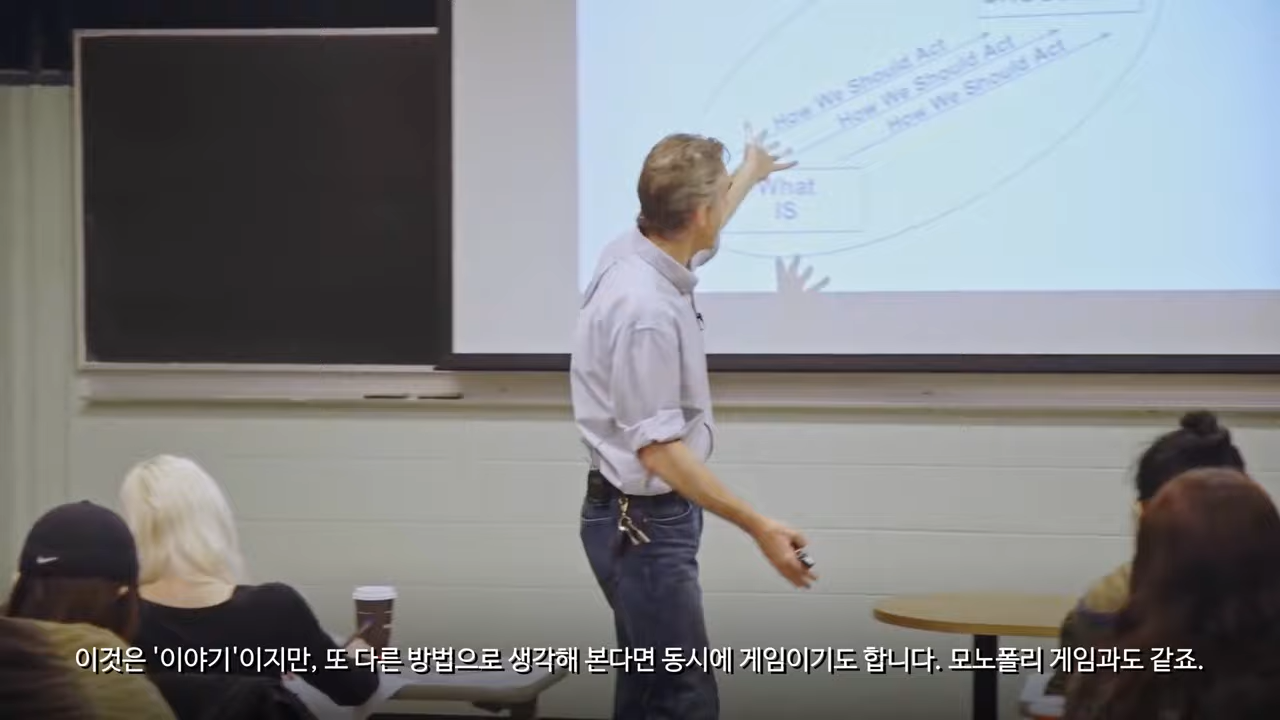 How We Should Act
How We Should Act
How We Should Act
What
IS
이것은 '이야기'이지만, 또 다른 방법으로 생각해 본다면 동시에 게임이기도 합니다. 모노폴리 게임과도 같죠.